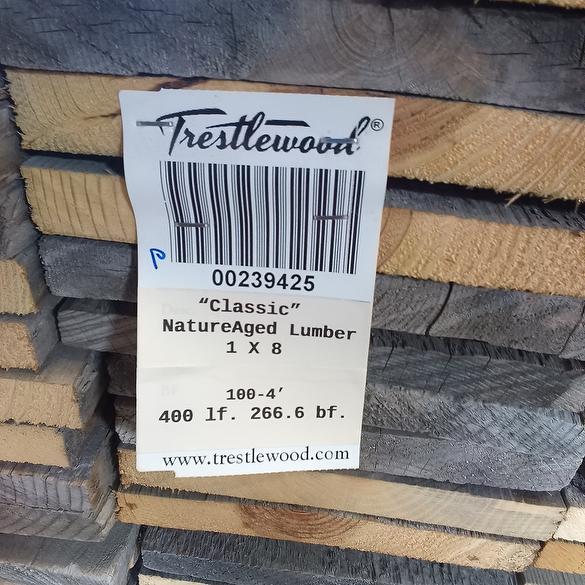 Trestlewood®
P
00239425
“Classic”
NatureAged Lumber
1 X 8
100-4’
400 lf. 266.6 bf.
www.trestlewood.com